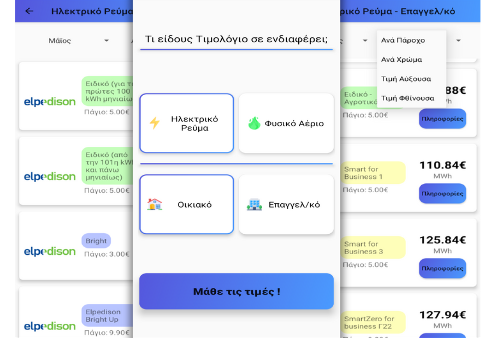 Ηλεκτρικό Ρεύμα
Μάϊος
Ειδικό (για τις
πρώτες 100
kWh μηνιαίως
Πάγιο: 5.00€
elpedison
Ειδικό (από
την 101η kWh
και πάνω
μηνιαίως)
Πάγιο: 5.00€
elpedison
Bright
Πάγιο: 3.00€
elpedison
Elpedison
Bright Up
Πάγιο: 9.90€
elpedison
Τι είδους Τιμολόγιο σε ενδιαφέρει;
Ηλεκτρικό
Ρεύμα
Φυσικό Αέριο
Οικιακό
Επαγγελ/κό
Μάθε τις τιμές !
Ρεύμα - Επαγγελ/κό
Ανά Πάροχο
Ανά Χρώμα
Τιμή Αύξουσα
Τιμή Φθίνουσα
Ειδικό -
Αγροτικό
Πάγιο: 5.00€
88€
Πληροφορίες
Smart for
Business 1
Πάγιο: 5.00€
110.84€
MWh
Πληροφορίες
Smart for
Business 3
Πάγιο: 5.00€
125.84€
MWh
Πληροφορίες
SmartZero for
business Γ22
Πάγιο: 5.00€
127.94€
MWh